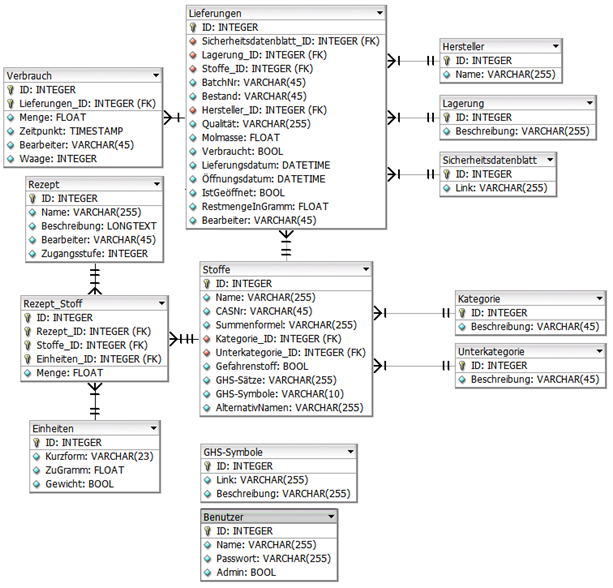 Lieferungen
ID: INTEGER
Sicherheitsdatenblatt_ID: INTEGER (FK)
Lagerung_ID: INTEGER (FK)
Stoffe_ID: INTEGER (FK)
BatchNr: VARCHAR(45)
Bestand: VARCHAR(45)
Hersteller_ID: INTEGER (FK)
Qualität: VARCHAR(255)
Molmasse: FLOAT
Verbraucht: BOOL
Lieferungsdatum: DATETIME
Öffnungsdatum: DATETIME
IstGeöffnet: BOOL
RestmengeInGramm: FLOAT
Bearbeiter: VARCHAR(45)
Hersteller
ID: INTEGER
Name: VARCHAR(255)
Verbrauch
ID: INTEGER
Lieferungen_ID: INTEGER (FK)
Menge: FLOAT
Zeitpunkt: TIMESTAMP
Bearbeiter: VARCHAR(45)
Waage: INTEGER
Lagerung
ID: INTEGER
Beschreibung: VARCHAR(255)
Sicherheitsdatenblatt
ID: INTEGER
Link: VARCHAR(255)
Rezept
ID: INTEGER
Name: VARCHAR(255)
Beschreibung: LONGTEXT
Bearbeiter: VARCHAR(45)
Zugangsstufe: INTEGER
Stoffe
ID: INTEGER
Name: VARCHAR(255)
CASNr: VARCHAR(45)
Summenformel: VARCHAR(255)
Kategorie_ID: INTEGER (FK)
Unterkategorie_ID: INTEGER (FK)
Gefahrenstoff: BOOL
GHS-Sätze: VARCHAR(255)
GHS-Symbole: VARCHAR(10)
AlternativNamen: VARCHAR(255)
Rezept_Stoff
ID: INTEGER
Rezept_ID: INTEGER (FK)
Stoffe_ID: INTEGER (FK)
Einheiten_ID: INTEGER (FK)
Menge: FLOAT
Kategorie
ID: INTEGER
Beschreibung: VARCHAR(45)
Unterkategorie
ID: INTEGER
Beschreibung: VARCHAR(45)
Einheiten
ID: INTEGER
Kurzform: VARCHAR(23)
ZuGramm: FLOAT
Gewicht: BOOL
GHS-Symbole
ID: INTEGER
Link: VARCHAR(255)
Beschreibung: VARCHAR(255)
Benutzer
ID: INTEGER
Name: VARCHAR(255)
Passwort: VARCHAR(255)
Admin: BOOL